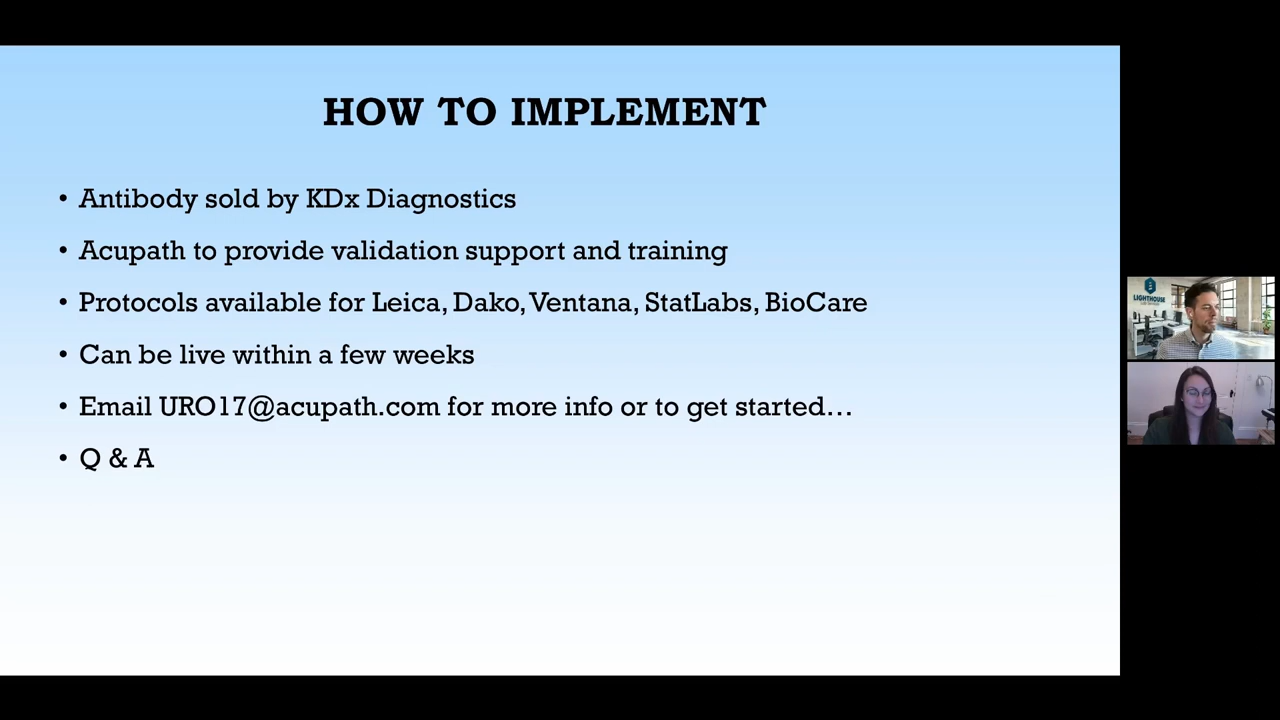 HOW TO IMPLEMENT
• Antibody sold by KDx Diagnostics
• Acupath to provide validation support and training
• Protocols available for Leica, Dako, Ventana, StatLabs, BioCare
• Can be live within a few weeks
• Email URO17@acupath.com for more info or to get started…
• Q & A
LIGHTHOUSE